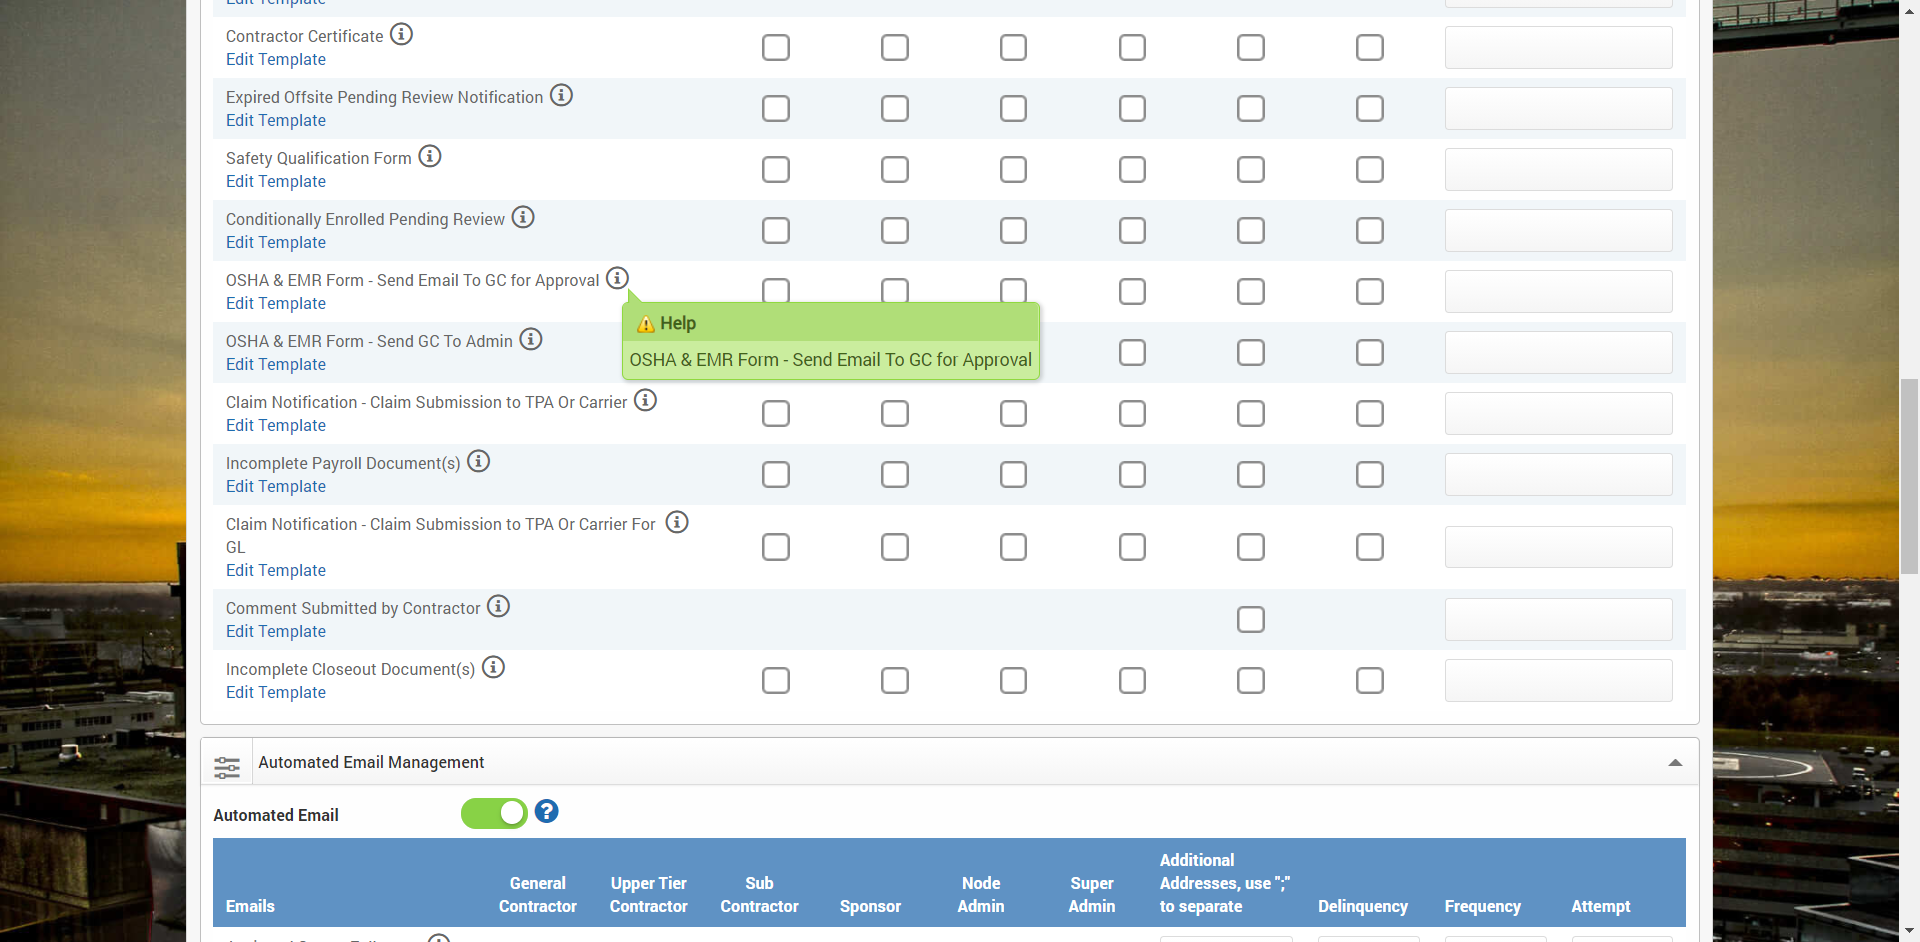 Edit Template
Contractor Certificate
Edit Template
Expired Offsite Pending Review Notification
Edit Template
Safety Qualification Form
Edit Template
Conditionally Enrolled Pending Review
Edit Template
OSHA & EMR Form - Send Email To GC for Approval
Edit Template
Help
OSHA & EMR Form - Send Email To GC for Approval
OSHA & EMR Form - Send GC To Admin
Edit Template
Claim Notification - Claim Submission to TPA Or Carrier
Edit Template
Incomplete Payroll Document(s)
Edit Template
Claim Notification - Claim Submission to TPA Or Carrier For
GL
Edit Template
Comment Submitted by Contractor
Edit Template
Incomplete Closeout Document(s)
Edit Template
Automated Email Management
Automated Email
Emails
General
Contractor
Upper Tier
Contractor
Sub
Contractor
Sponsor
Node
Admin
Super
Admin
Additional
Addresses, use ";"
to separate
Delinquency
Frequency
Attempt